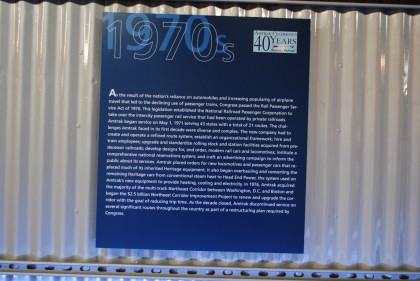 1970s
1970s
AMTRAK CELEBRATES
40 YEARS
As the result of the nation's reliance on automobiles and increasing popularity of airplane
travel that led to the declining use of passenger trains, Congress passed the Rail Passenger Ser-
vice Act of 1970. This legislation established the National Railroad Passenger Corporation to
take over the intercity passenger rail service that had been operated by private railroads.
Amtrak began service on May 1, 1971 serving 43 states with a total of 21 routes. The chal-
lenges Amtrak faced in its first decade were diverse and complex. The new company had to
create and operate a refined route system; establish an organizational framework; hire and
train employees; upgrade and standardize rolling stock and station facilities acquired from pre-
decessor railroads; develop designs for, and order, modern rail cars and locomotives; institute a
comprehensive national reservations system; and craft an advertising campaign to inform the
public about its services. Amtrak placed orders for new locomotives and passenger cars that re-
placed much of its inherited Heritage equipment. It also began overhauling and converting the
remaining Heritage cars from conventional steam heat to Head End Power, the system used on
Amtrak's new equipment to provide heating, cooling and electricity. In 1976, Amtrak acquired
the majority of the multi-track Northeast Corridor between Washington, D.C. and Boston and
began the $2.5 billion Northeast Corridor Improvement Project to renew and upgrade the cor-
ridor with the goal of reducing trip time. As the decade closed, Amtrak discontinued service on
several significant routes throughout the country as part of a restructuring plan required by
Congress.